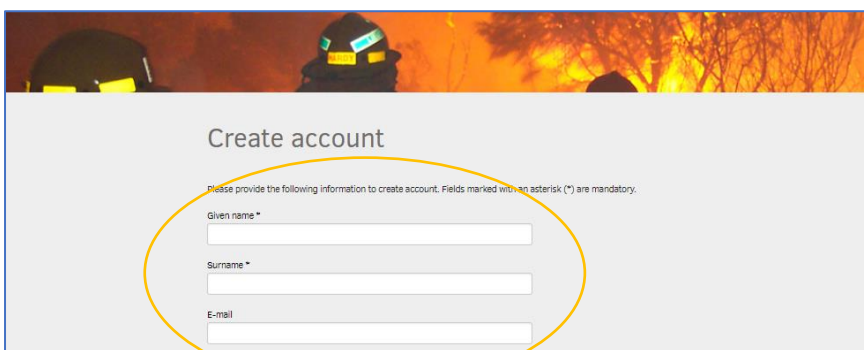 HARDY
Create account
Please provide the following information to create account. Fields marked with an asterisk (*) are mandatory.
Given name *
Surname *
E-mail